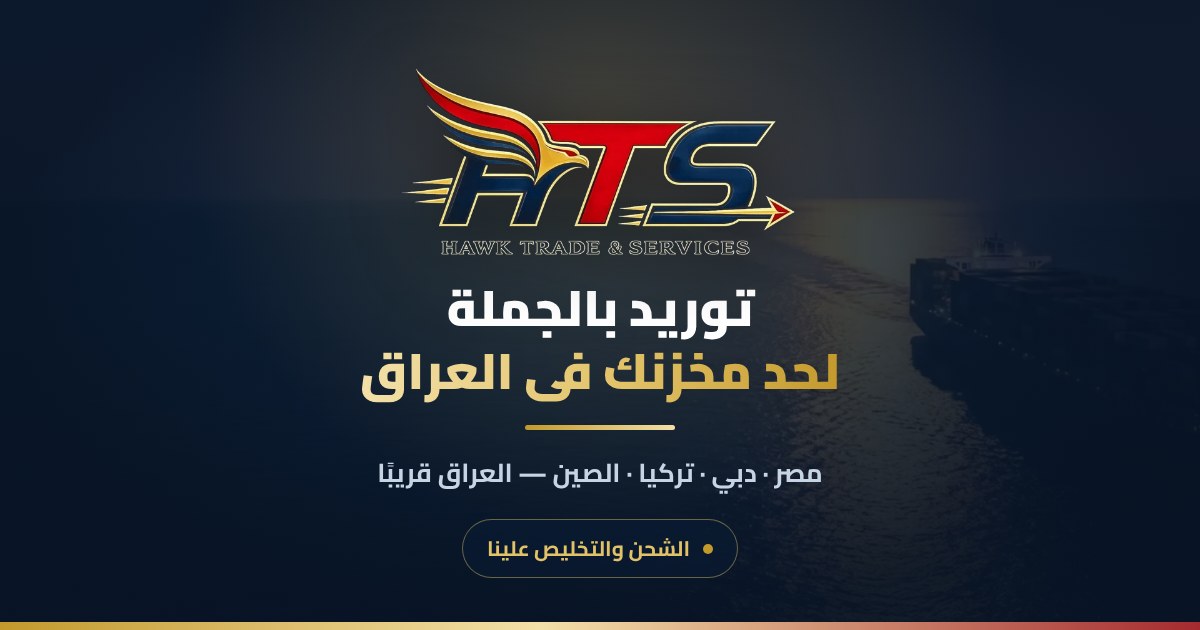 HTS
HAWK TRADE & SERVICES
توريد بالجملة
لحد مخزنك فى العراق
مصر · دبي · تركيا · الصين — العراق قريبًا
الشحن والتخليص علينا